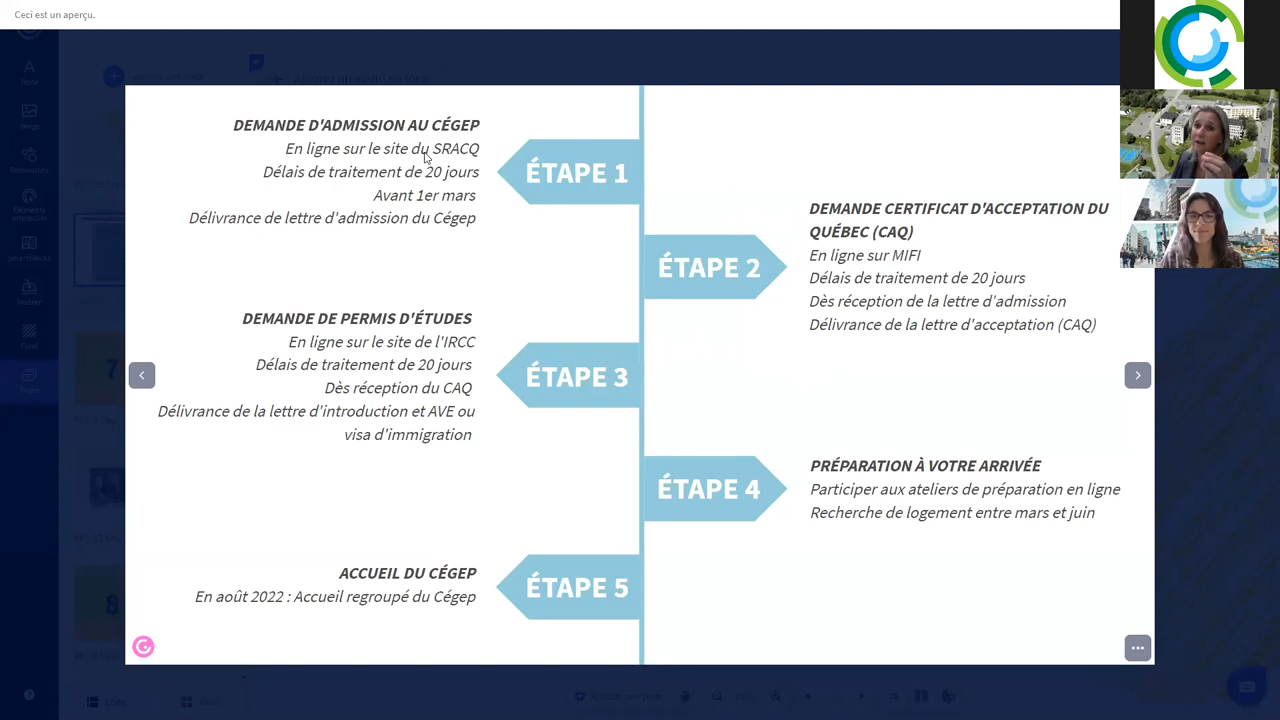 Ceci est un aperçu.
DEMANDE D'ADMISSION AU CÉGEP
En ligne sur le site du SRACQ
Délais de traitement de 20 jours
Avant 1er mars
Délivrance de lettre d'admission du Cégep
ÉTAPE 1
DEMANDE CERTIFICAT D'ACCEPTATION DU
QUÉBEC (CAQ)
En ligne sur MIFI
Délais de traitement de 20 jours
Dès réception de la lettre d'admission
Délivrance de la lettre d'acceptation (CAQ)
ÉTAPE 2
DEMANDE DE PERMIS D'ÉTUDES
En ligne sur le site de l'IRCC
Délais de traitement de 20 jours
Dès réception du CAQ
Délivrance de la lettre d'introduction et AVE ou
visa d'immigration
ÉTAPE 3
PRÉPARATION À VOTRE ARRIVÉE
Participer aux ateliers de préparation en ligne
Recherche de logement entre mars et juin
ÉTAPE 4
ACCUEIL DU CÉGEP
En août 2022 : Accueil regroupé du Cégep
ÉTAPE 5